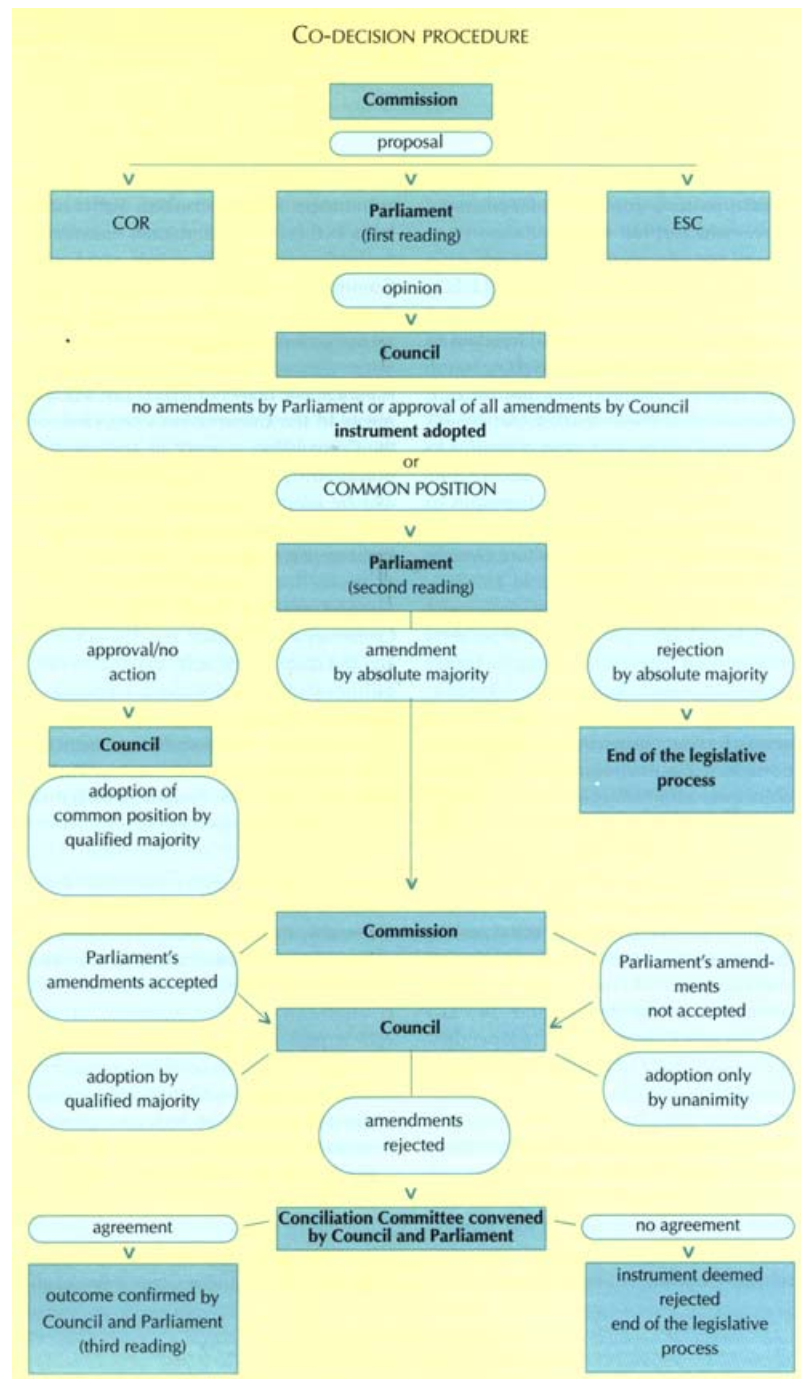 CO-DECISION PROCEDURE
Commission
proposal
COR
Parliament
(first reading)
ESC
opinion
Council
no amendments by Parliament or approval of all amendments by Council
instrument adopted
or
COMMON POSITION
Parliament
(second reading)
approval/no
action
amendment
by absolute majority
rejection
by absolute majority
Council
End of the legislative
process
adoption of
common position by
qualified majority
Commission
Parliament's
amendments accepted
Parliament's amend-
ments
not accepted
Council
adoption by
qualified majority
adoption only
by unanimity
amendments
rejected
Conciliation Committee convened
by Council and Parliament
agreement
no agreement
outcome confirmed by
Council and Parliament
(third reading)
instrument deemed
rejected
end of the legislative
process